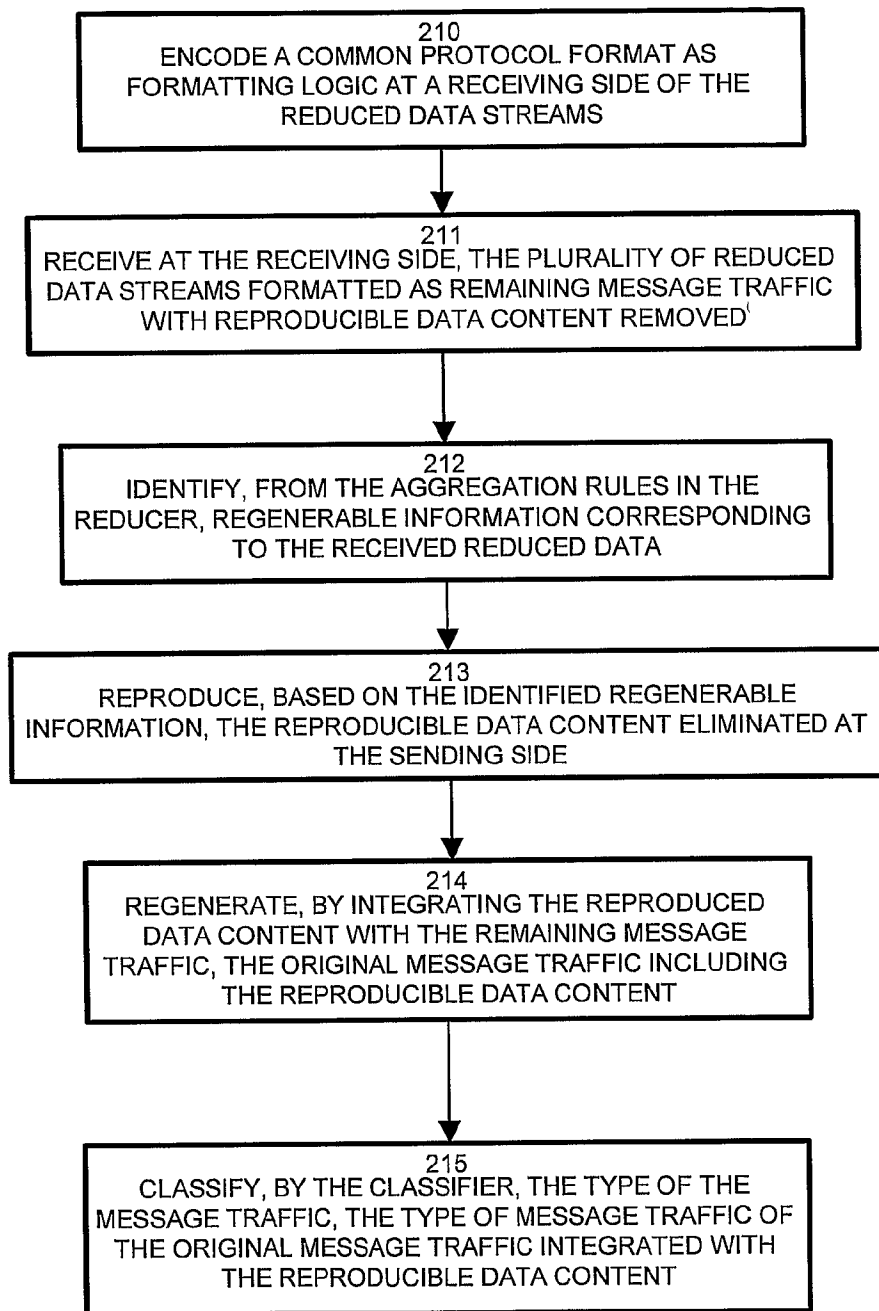 210
ENCODE A COMMON PROTOCOL FORMAT AS
FORMATTING LOGIC AT A RECEIVING SIDE OF THE
REDUCED DATA STREAMS
211
RECEIVE AT THE RECEIVING SIDE, THE PLURALITY OF REDUCED
DATA STREAMS FORMATTED AS REMAINING MESSAGE TRAFFIC
WITH REPRODUCIBLE DATA CONTENT REMOVED
212
IDENTIFY, FROM THE AGGREGATION RULES IN THE
REDUCER, REGENERABLE INFORMATION CORRESPONDING
TO THE RECEIVED REDUCED DATA
213
REPRODUCE, BASED ON THE IDENTIFIED REGENERABLE
INFORMATION, THE REPRODUCIBLE DATA CONTENT ELIMINATED AT
THE SENDING SIDE
214
REGENERATE, BY INTEGRATING THE REPRODUCED
DATA CONTENT WITH THE REMAINING MESSAGE
TRAFFIC, THE ORIGINAL MESSAGE TRAFFIC INCLUDING
THE REPRODUCIBLE DATA CONTENT
215
CLASSIFY, BY THE CLASSIFIER, THE TYPE OF THE
MESSAGE TRAFFIC, THE TYPE OF MESSAGE TRAFFIC OF
THE ORIGINAL MESSAGE TRAFFIC INTEGRATED WITH
THE REPRODUCIBLE DATA CONTENT